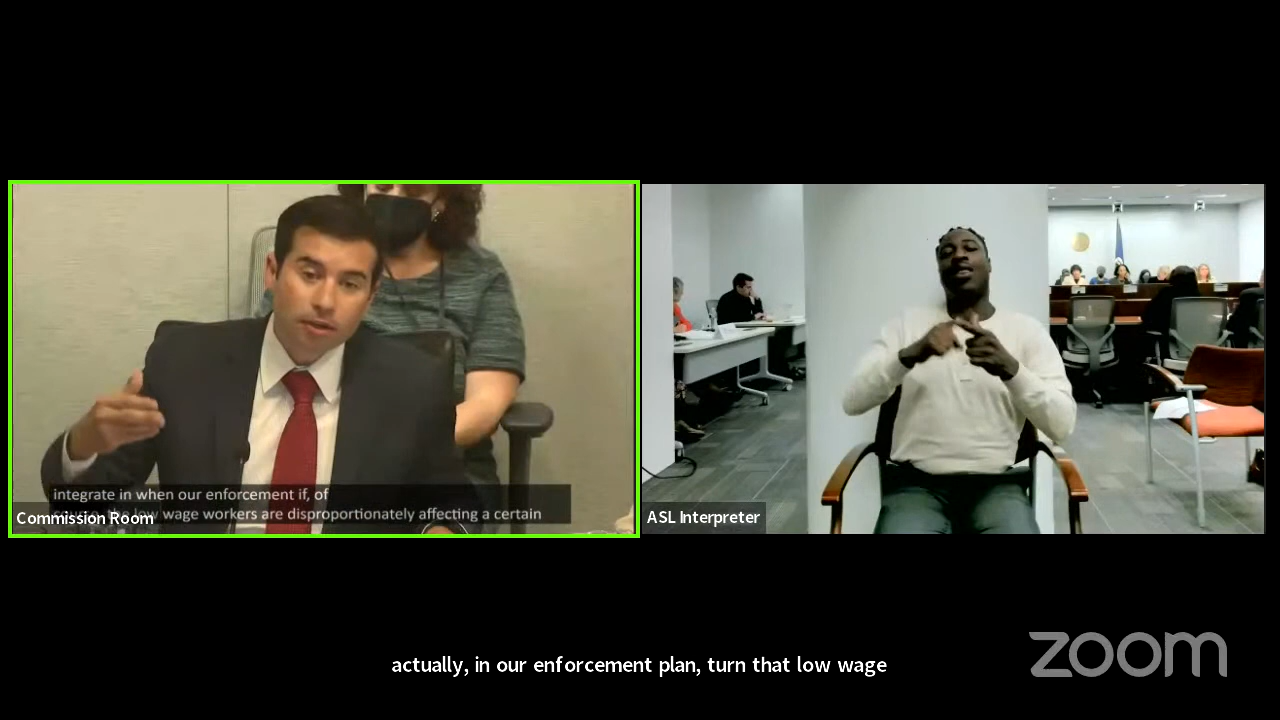 integrate in when our enforcement if, of
low wage workers are disproportionately affecting a certain
Commission Room
ASL Interpreter
actually, in our enforcement plan, turn that low wage
zoom